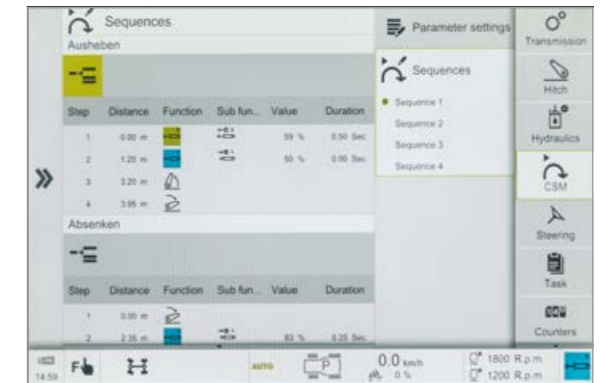 Sequences
Ausheben
Step Distance Function Sub fun... Value Duration
1 0.00 m 59 % 0.50 Sec
2 1.20 m 50 % 0.00 Sec
3 3.20 m
4 3.95 m
Absenken
Step Distance Function Sub fun... Value Duration
1 0.00 m
2 2.35 m 83 % 0.25 Sec
Parameter settings
Sequences
Sequence 1
Sequence 2
Sequence 3
Sequence 4
Transmission
Hitch
Hydraulics
CSM
Steering
Task
Counters
14:59
F
AUTO
P
0.0 km/h
0 %
1800 R.p.m.
1200 R.p.m.